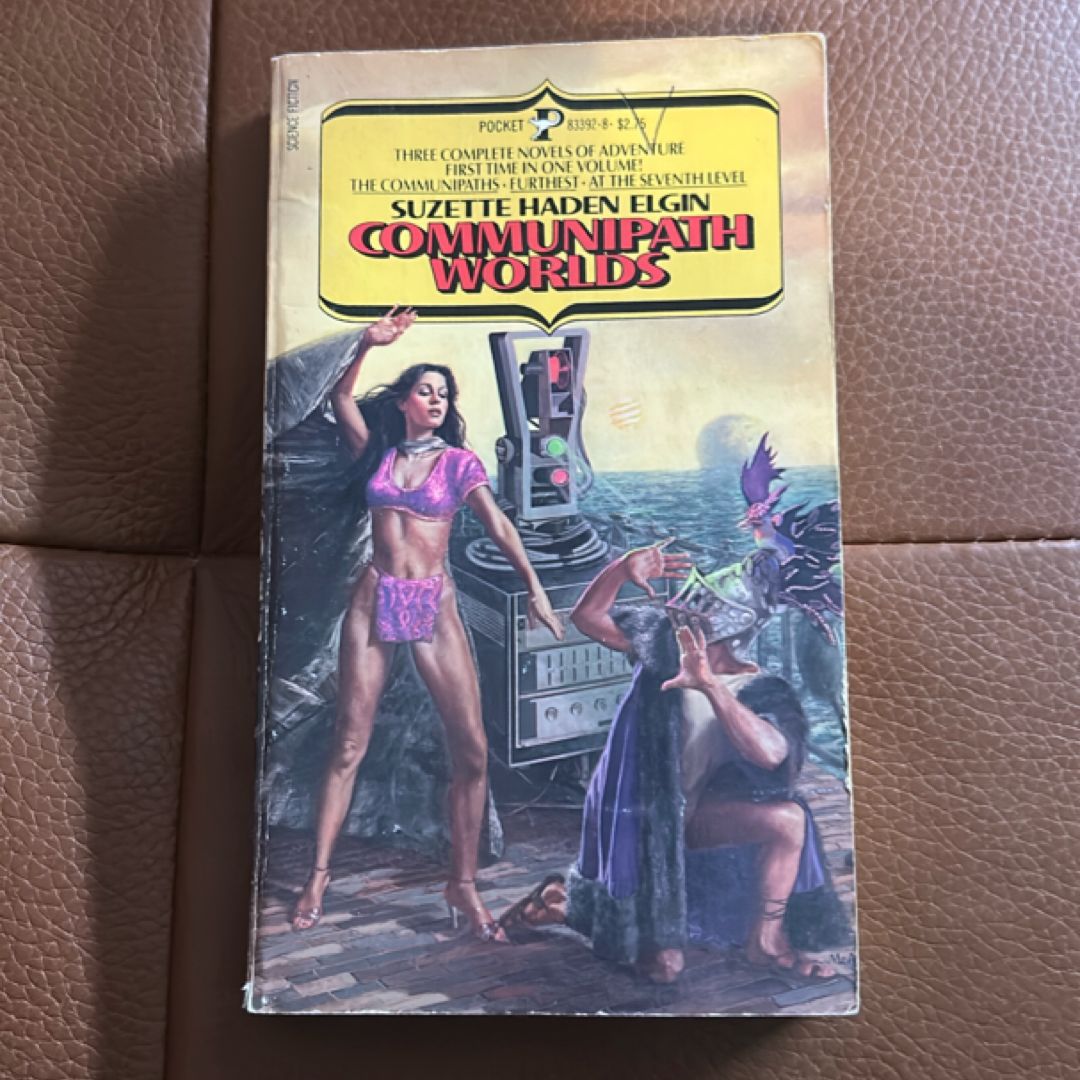 SCIENCE FICTION
POCKET P 83392-8 • $2.75
THREE COMPLETE NOVELS OF ADVENTURE
FIRST TIME IN ONE VOLUME!
THE COMMUNIPATHS • FURTHEST • AT THE SEVENTH LEVEL
SUZETTE HADEN ELGIN
COMMUNIPATH
WORLDS